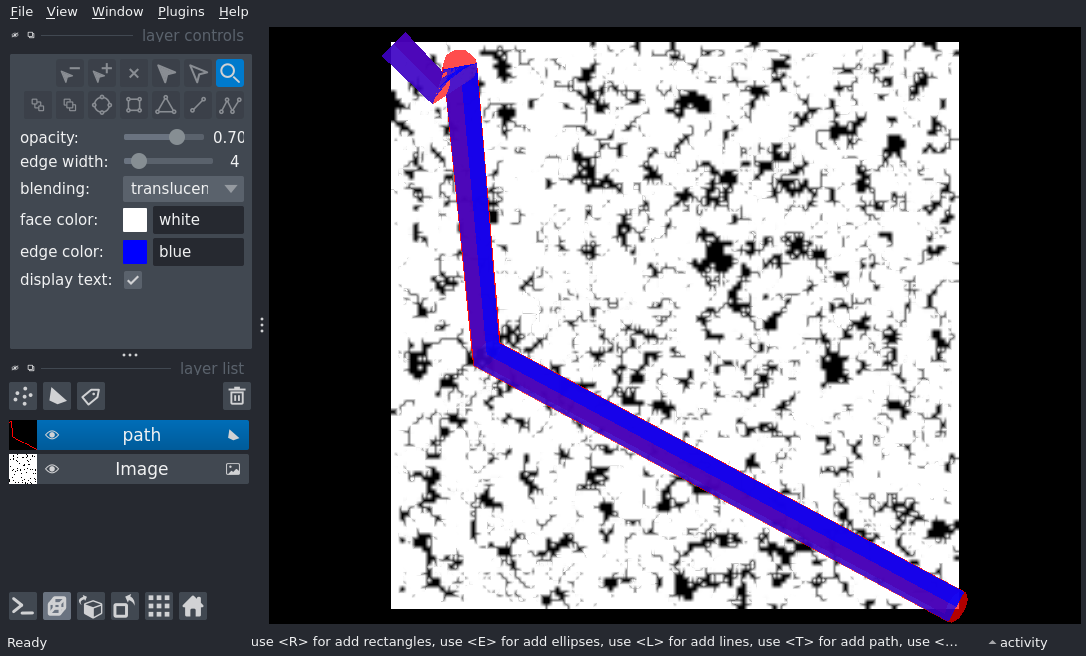 File View Window Plugins Help
layer controls
opacity: 0.70
edge width: 4
blending: translucen
face color: white
edge color: blue
display text:
layer list
path
Image
Ready use <R> for add rectangles, use <E> for add ellipses, use <L> for add lines, use <T> for add path, use <... activity